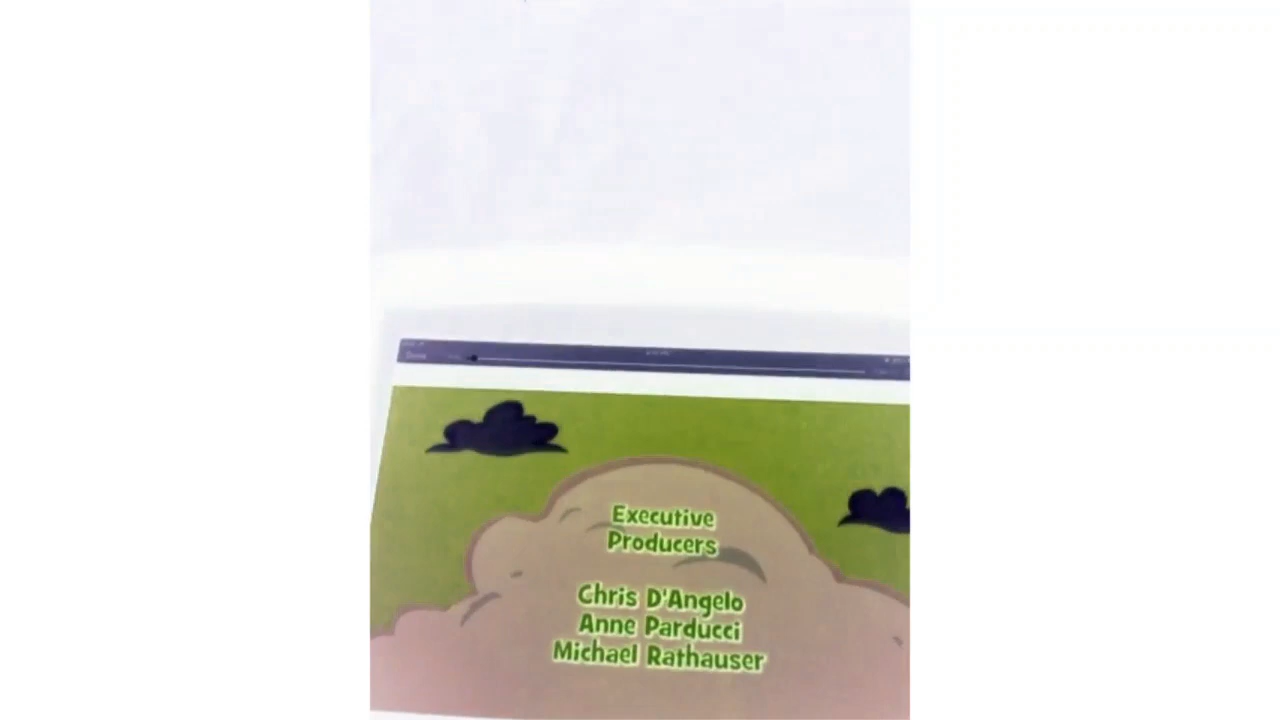 Executive
Producers
Chris D'Angelo
Anne Parducci
Michael Rathauser